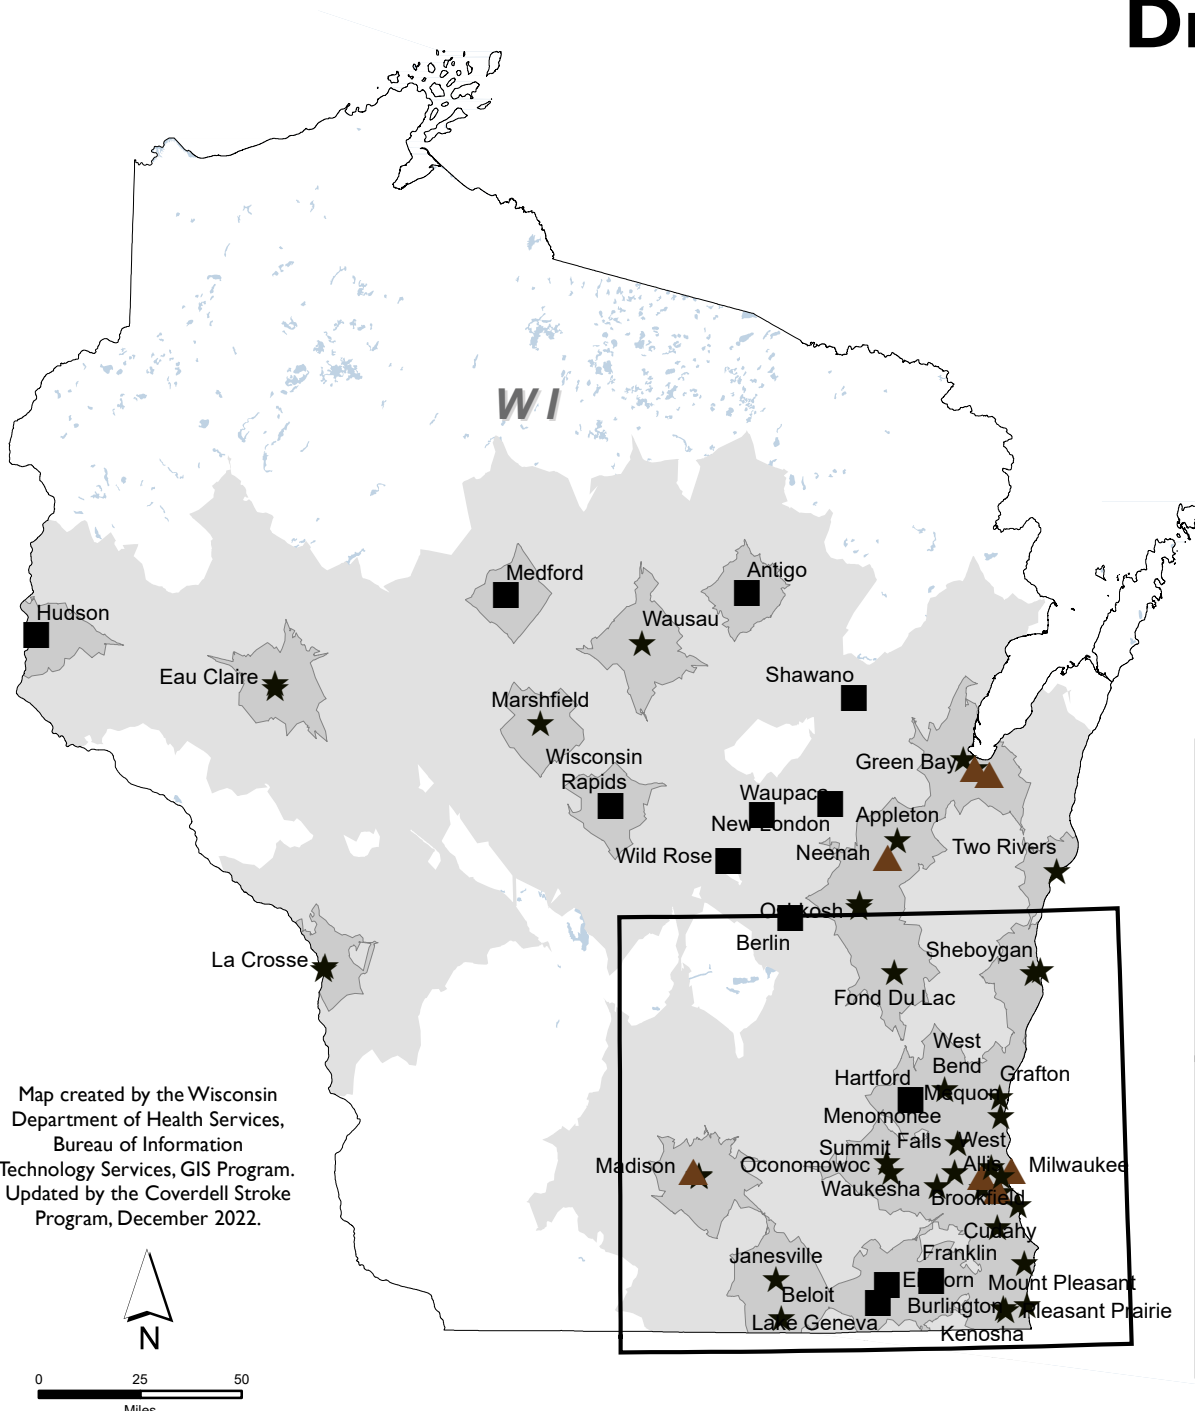 W I
Medford
Antigo
Hudson
Wausau
Eau Claire
Shawano
Marshfield
Wisconsin
Rapids
Green Bay
Waupaca
New London
Appleton
Wild Rose
Neenah
Two Rivers
Oshkosh
Berlin
La Crosse
Sheboygan
Fond Du Lac
West
Bend
Hartford
Grafton
Mequon
Menomonee
Falls
Summit
West
Allis
Madison
Oconomowoc
Milwaukee
Waukesha
Brookfield
Cudahy
Franklin
Janesville
Elkhorn
Mount Pleasant
Beloit
Burlington
Pleasant Prairie
Lake Geneva
Kenosha
Map created by the Wisconsin
Department of Health Services,
Bureau of Information
Technology Services, GIS Program.
Updated by the Coverdell Stroke
Program, December 2022.
N
0 25 50
Miles